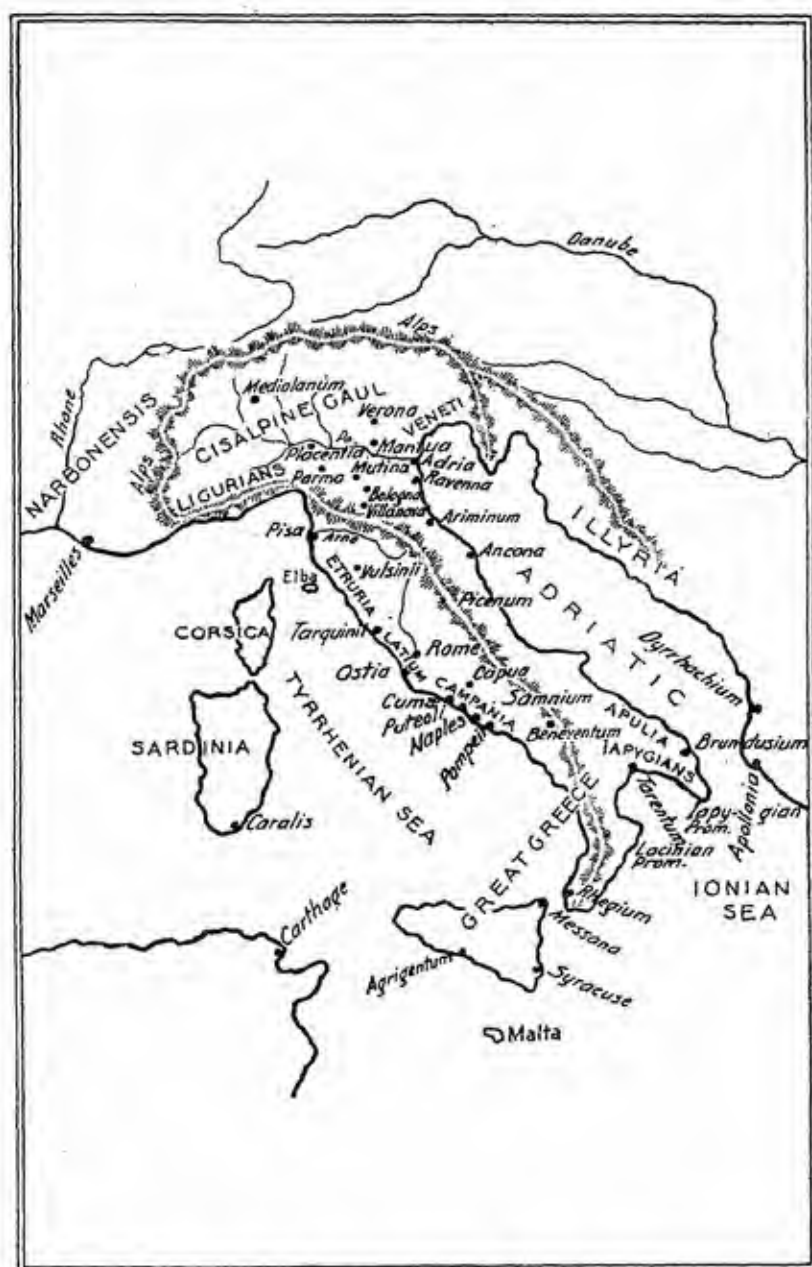 Danube
Alps
Rhone
NARBONENSIS
Alps
Mediolanum
CISALPINE GAUL
Verona
VENETI
Po
Placentia
Mantua
Adria
LIGURIANS
Parma
Mutina
Ravenna
Bologna
Villanova
Ariminum
Pisa
Arno
Ancona
ILLYRIA
Marseilles
Elba
Vulsinii
ETRURIA
Picenum
ADRIATIC
CORSICA
Tarquinii
LATIUM
Rome
Dyrrhachium
Ostia
Capua
CAMPANIA
Samnium
Cuma
Puteoli
Naples
Pompeii
Beneventum
APULIA
Brundusium
IAPYGIANS
SARDINIA
TYRRHENIAN SEA
Tarentum
Iapy-gian
Prom.
Apollonia
Caralis
Lacinian
Prom.
GREAT GREECE
IONIAN
SEA
Rhegium
Messana
Carthage
Agrigentum
Syracuse
Malta